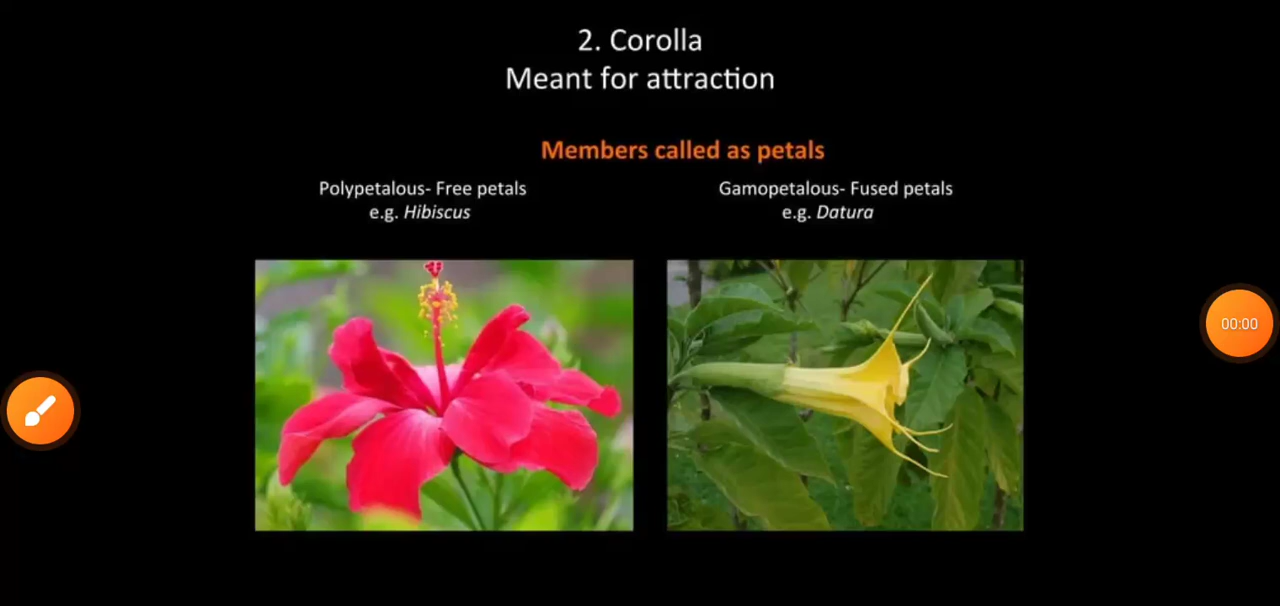 2. Corolla
Meant for attraction
Members called as petals
Polypetalous- Free petals
e.g. Hibiscus
Gamopetalous- Fused petals
e.g. Datura
00:00